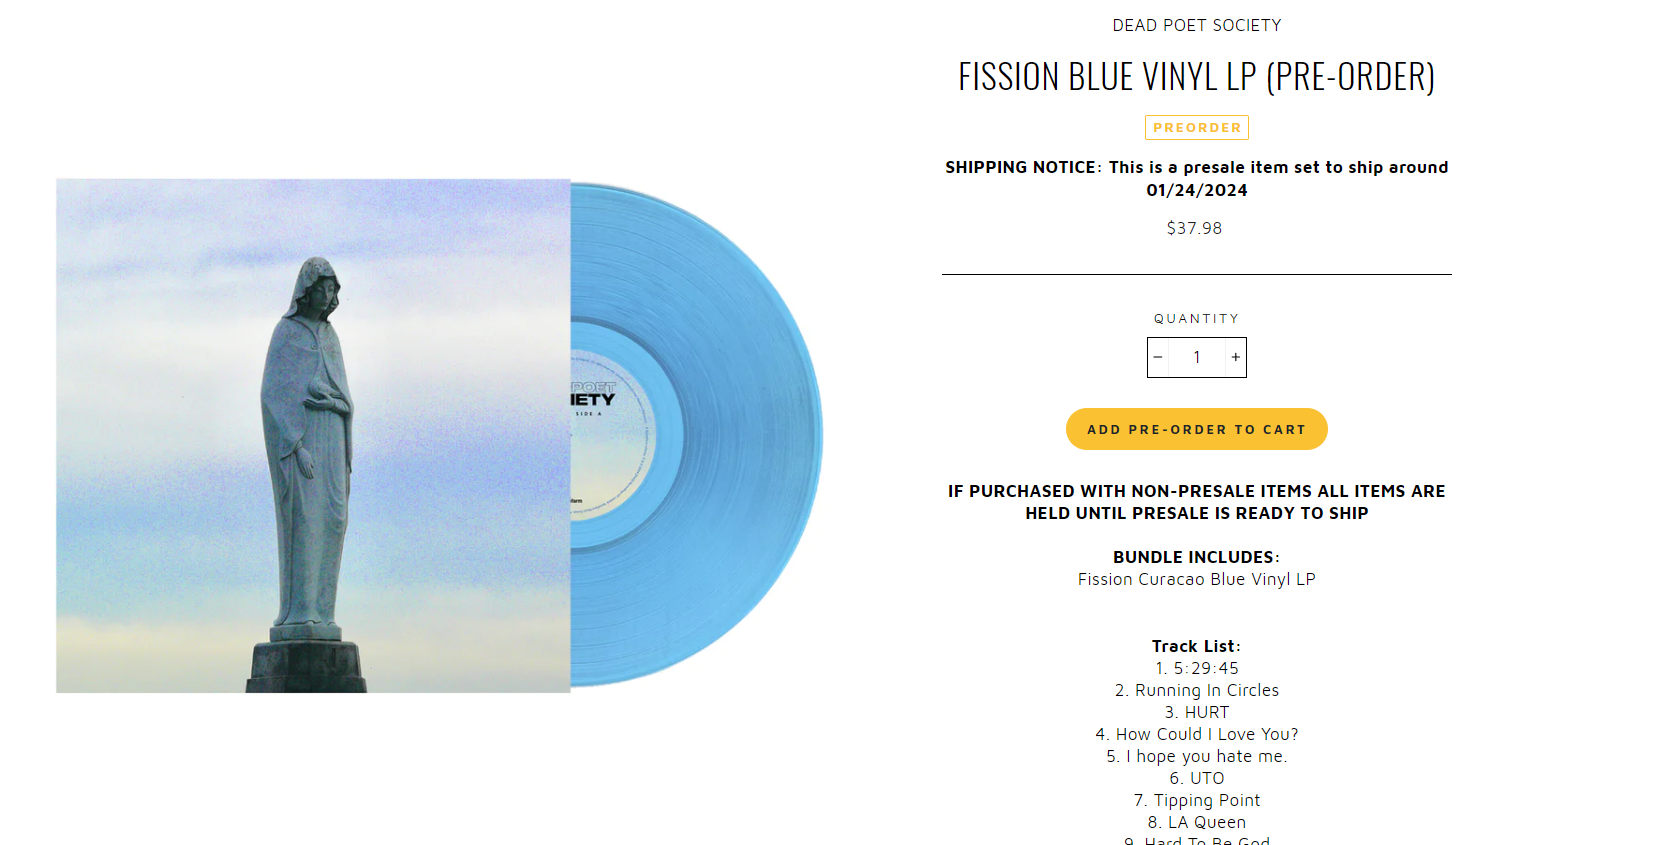 DEAD POET SOCIETY
FISSION BLUE VINYL LP (PRE-ORDER)
PREORDER
SHIPPING NOTICE: This is a presale item set to ship around
01/24/2024
$37.98
QUANTITY
− 1 +
ADD PRE-ORDER TO CART
IF PURCHASED WITH NON-PRESALE ITEMS ALL ITEMS ARE
HELD UNTIL PRESALE IS READY TO SHIP
BUNDLE INCLUDES:
Fission Curacao Blue Vinyl LP
Track List:
1. 5:29:45
2. Running In Circles
3. HURT
4. How Could I Love You?
5. I hope you hate me.
6. UTO
7. Tipping Point
8. LA Queen
9. Hard To Be God
POET
IETY
SIDE A